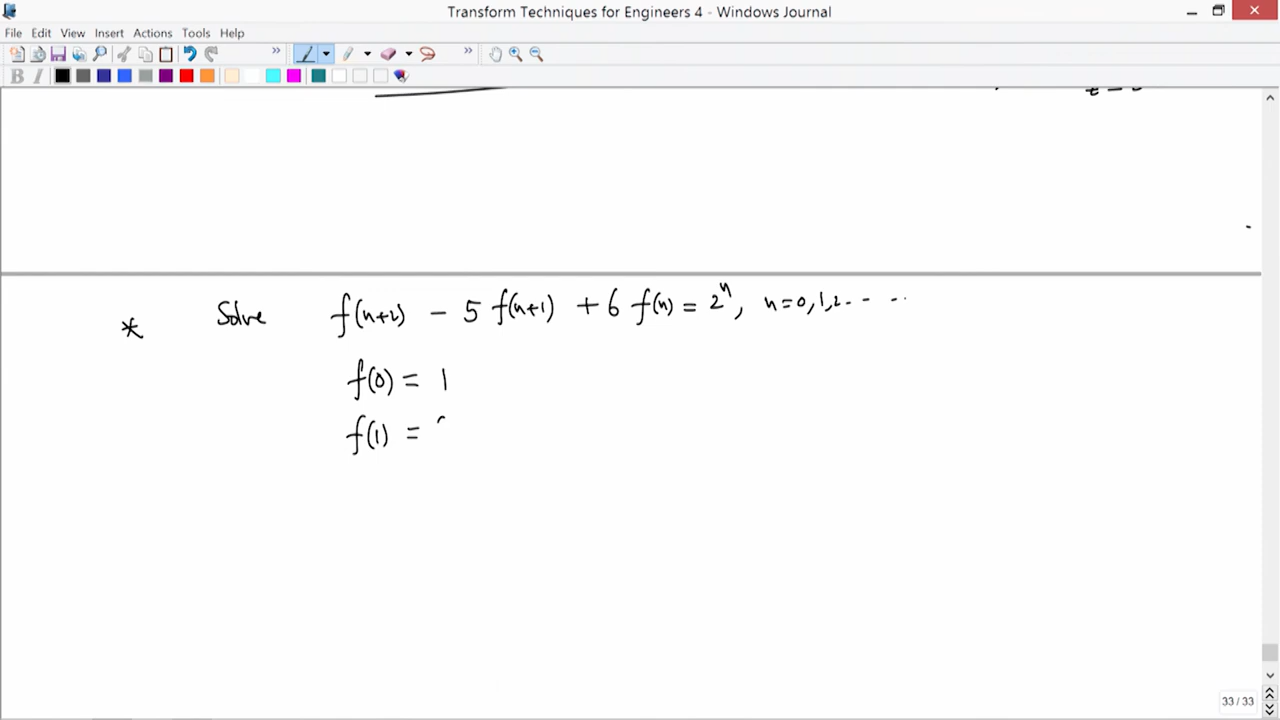 Transform Techniques for Engineers 4 - Windows Journal
File Edit View Insert Actions Tools Help
B I
* Solve f(n+2) - 5 f(n+1) + 6 f(n) = 2ⁿ, n=0,1,2-- --
f(0) = 1
f(1) =
33 / 33